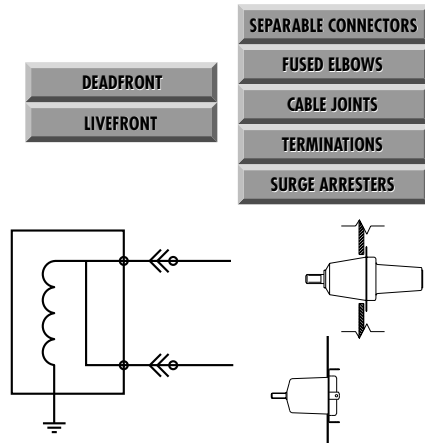 DEADFRONT
LIVEFRONT
SEPARABLE CONNECTORS
FUSED ELBOWS
CABLE JOINTS
TERMINATIONS
SURGE ARRESTERS